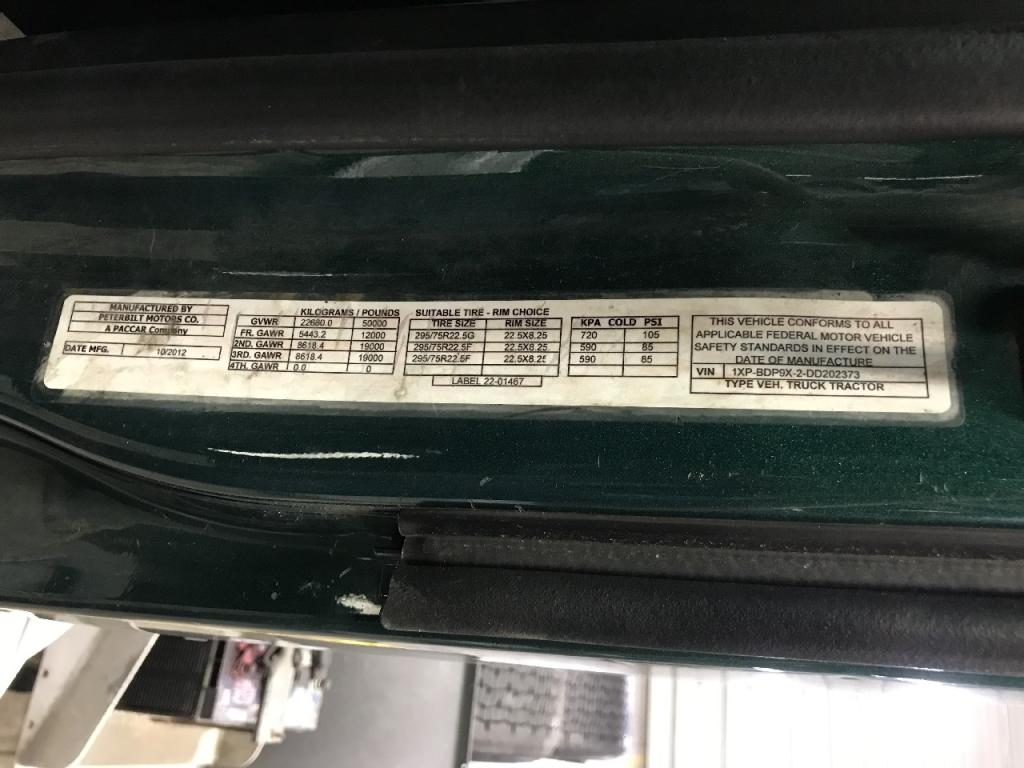 MANUFACTURED BY
PETERBILT MOTORS CO.
A PACCAR Company
DATE MFG. 10/2012
KILOGRAMS / POUNDS
GVWR 22680.0 50000
FR. GAWR 5443.2 12000
2ND. GAWR 8618.4 19000
3RD. GAWR 8618.4 19000
4TH. GAWR 0.0 0
SUITABLE TIRE - RIM CHOICE
TIRE SIZE RIM SIZE
295/75R22.5G 22.5X8.25
295/75R22.5F 22.5X8.25
295/75R22.5F 22.5X8.25
LABEL 22-01467
KPA COLD PSI
720 105
590 85
590 85
THIS VEHICLE CONFORMS TO ALL
APPLICABLE FEDERAL MOTOR VEHICLE
SAFETY STANDARDS IN EFFECT ON THE
DATE OF MANUFACTURE
VIN 1XP-BDP9X-2-DD202373
TYPE VEH. TRUCK TRACTOR